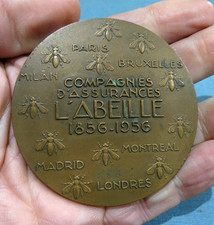 PARIS
BRUXELLES
MILAN
COMPAGNIES
D'ASSURANCES
L'ABEILLE
1856-1956
MONTREAL
MADRID
LONDRES